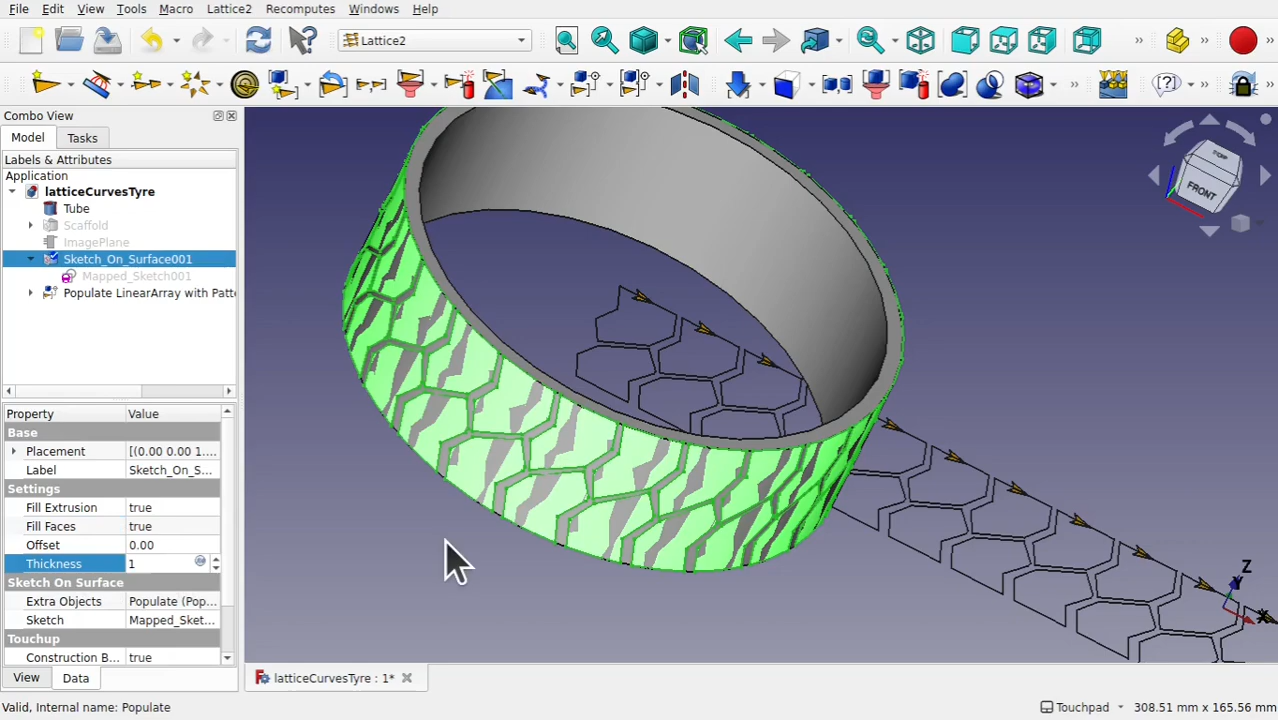 File Edit View Tools Macro Lattice2 Recomputes Windows Help
Lattice2
Combo View
Model Tasks
Labels & Attributes
Application
latticeCurvesTyre
Tube
Scaffold
ImagePlane
Sketch_On_Surface001
Mapped_Sketch001
Populate LinearArray with Patte
Property Value
Base
Placement [(0.00 0.00 1....
Label Sketch_On_S...
Settings
Fill Extrusion true
Fill Faces true
Offset 0.00
Thickness 1
Sketch On Surface
Extra Objects Populate (Pop...
Sketch Mapped_Sket...
Touchup
Construction B... true
View Data
TOP
FRONT
Z
Y
X
latticeCurvesTyre : 1*
Valid, Internal name: Populate
Touchpad 308.51 mm x 165.56 mm